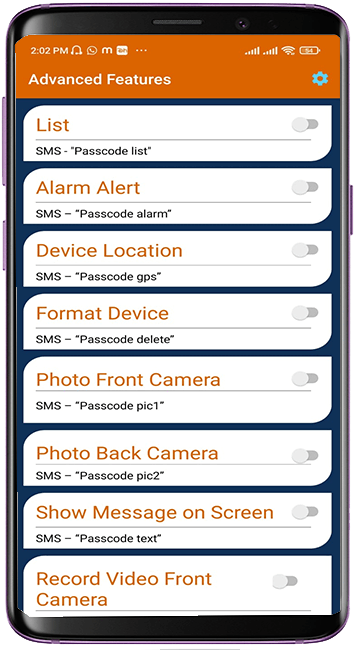 2:02 PM m Bē ...
Advanced Features
List
SMS - "Passcode list"
Alarm Alert
SMS – “Passcode alarm”
Device Location
SMS – “Passcode gps”
Format Device
SMS – “Passcode delete”
Photo Front Camera
SMS – “Passcode pic1”
Photo Back Camera
SMS – “Passcode pic2”
Show Message on Screen
SMS – “Passcode text”
Record Video Front
Camera